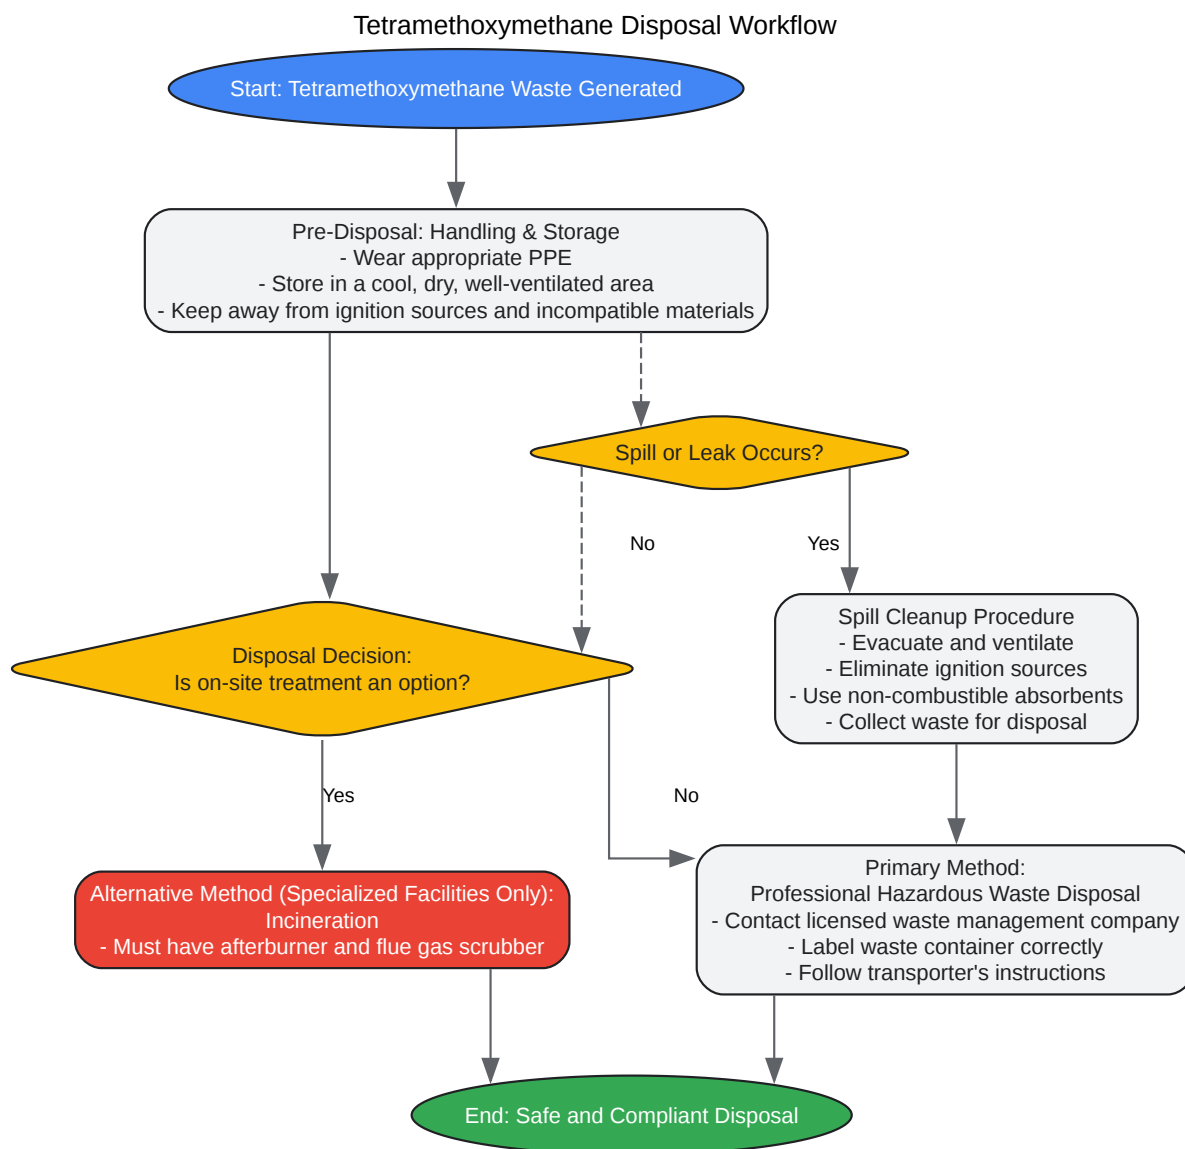 Tetramethoxymethane Disposal Workflow
Start: Tetramethoxymethane Waste Generated
Pre-Disposal: Handling & Storage
- Wear appropriate PPE
- Store in a cool, dry, well-ventilated area
- Keep away from ignition sources and incompatible materials
Spill or Leak Occurs?
No
Yes
Spill Cleanup Procedure
- Evacuate and ventilate
- Eliminate ignition sources
- Use non-combustible absorbents
- Collect waste for disposal
Disposal Decision:
Is on-site treatment an option?
Yes
No
Alternative Method (Specialized Facilities Only):
Incineration
- Must have afterburner and flue gas scrubber
Primary Method:
Professional Hazardous Waste Disposal
- Contact licensed waste management company
- Label waste container correctly
- Follow transporter's instructions
End: Safe and Compliant Disposal